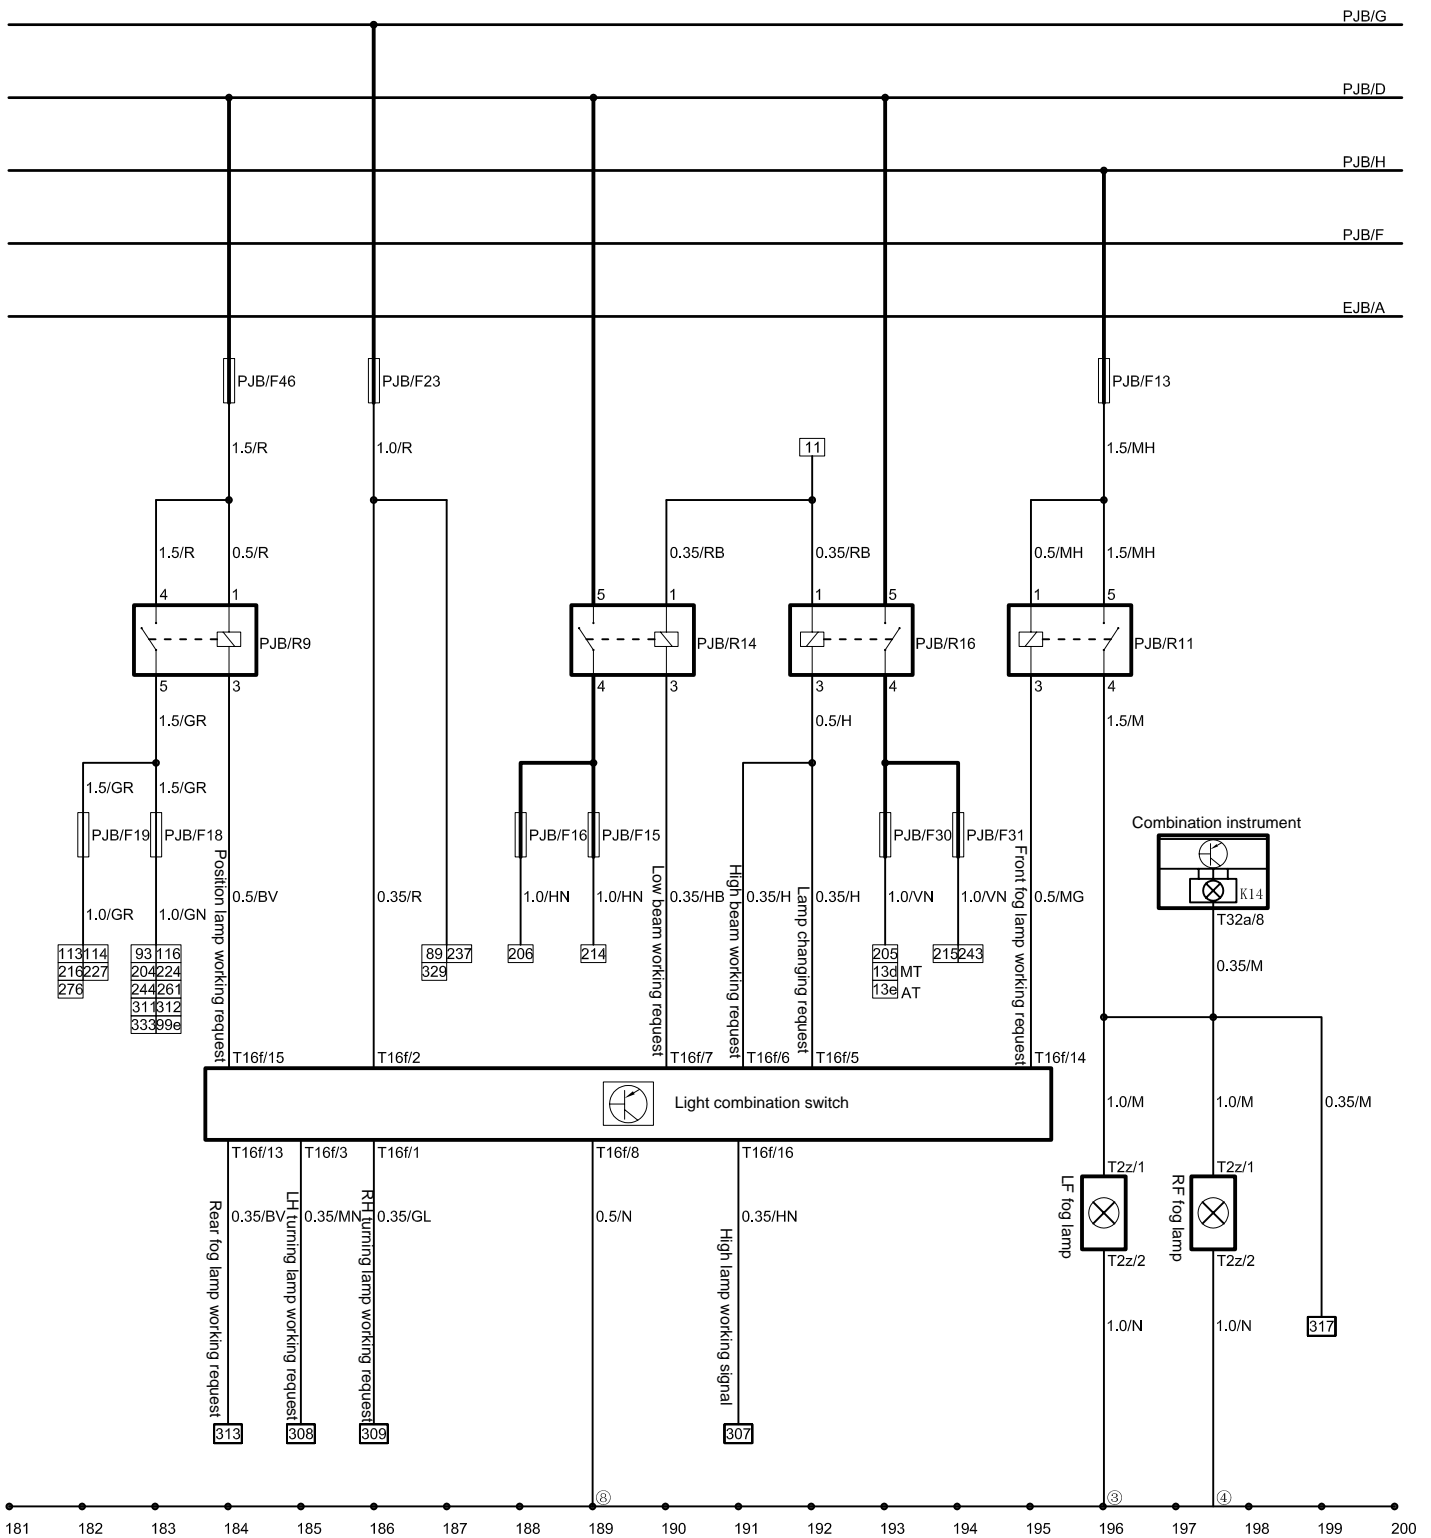 PJB/G
PJB/D
PJB/H
PJB/F
EJB/A
PJB/F46
PJB/F23
PJB/F13
1.5/R
1.0/R
11
1.5/MH
1.5/R
0.5/R
0.35/RB
0.35/RB
0.5/MH
1.5/MH
4
1
5
1
1
5
1
5
PJB/R9
PJB/R14
PJB/R16
PJB/R11
5
3
4
3
3
4
3
4
1.5/GR
0.5/H
1.5/M
1.5/GR
1.5/GR
PJB/F19
PJB/F18
PJB/F16
PJB/F15
PJB/F30
PJB/F31
Combination instrument
K14
T32a/8
Position lamp working request
Low beam working request
High beam working request
Lamp changing request
Front fog lamp working request
1.0/GR
1.0/GN
0.5/BV
0.35/R
1.0/HN
1.0/HN
0.35/HB
0.35/H
0.35/H
1.0/VN
1.0/VN
0.5/MG
0.35/M
113 114
216 227
276
93 116
204 224
244 261
311 312
333 99e
89 237
329
206
214
205
13d MT
13e AT
215 243
T16f/15
T16f/2
T16f/7
T16f/6
T16f/5
T16f/14
Light combination switch
1.0/M
1.0/M
0.35/M
T16f/13
T16f/3
T16f/1
T16f/8
T16f/16
T2z/1
T2z/1
LF fog lamp
RF fog lamp
Rear fog lamp working request
LH turning lamp working request
RH turning lamp working request
High lamp working signal
0.35/BV
0.35/MN
0.35/GL
0.5/N
0.35/HN
T2z/2
T2z/2
1.0/N
1.0/N
317
313
308
309
307
⑧
③
④
181 182 183 184 185 186 187 188 189 190 191 192 193 194 195 196 197 198 199 200